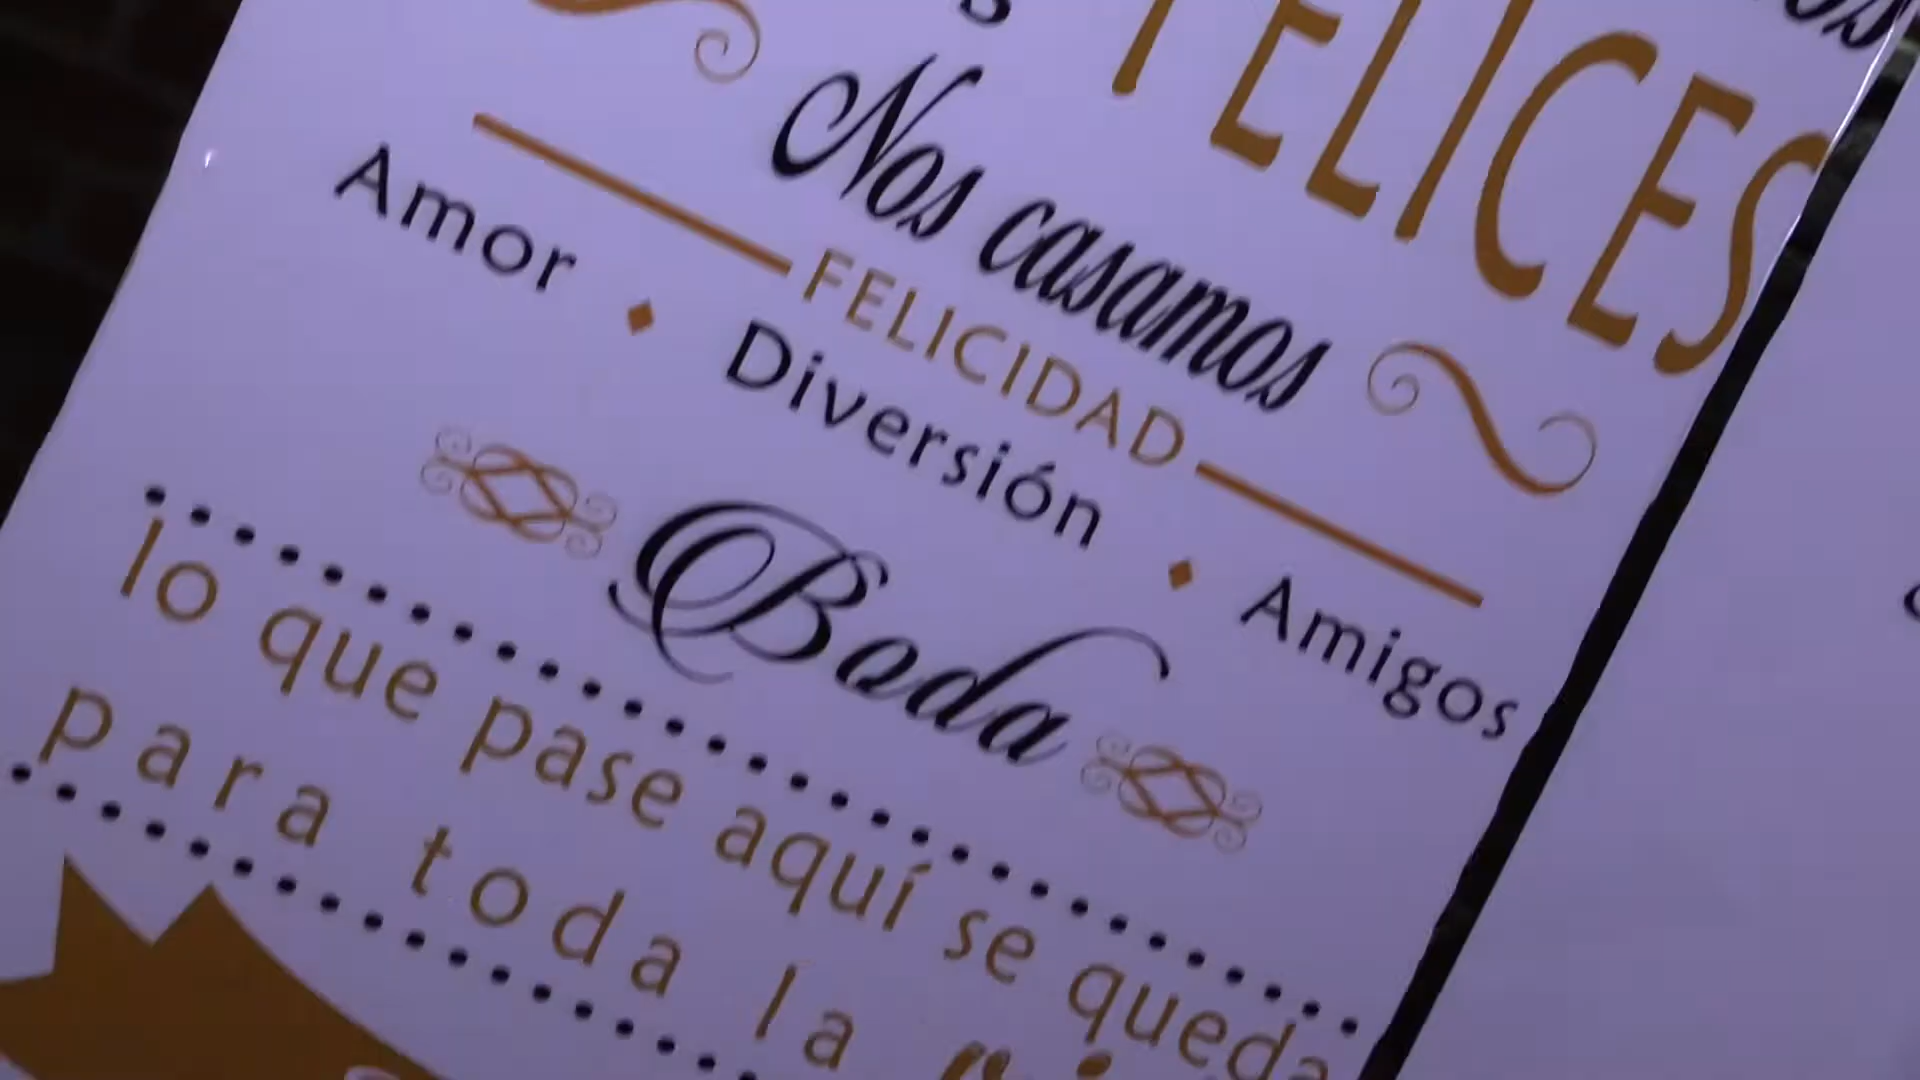 FELICES
Nos casamos
FELICIDAD
Amor ♦ Diversión ♦ Amigos
Boda
lo que pase aquí se queda
para toda la